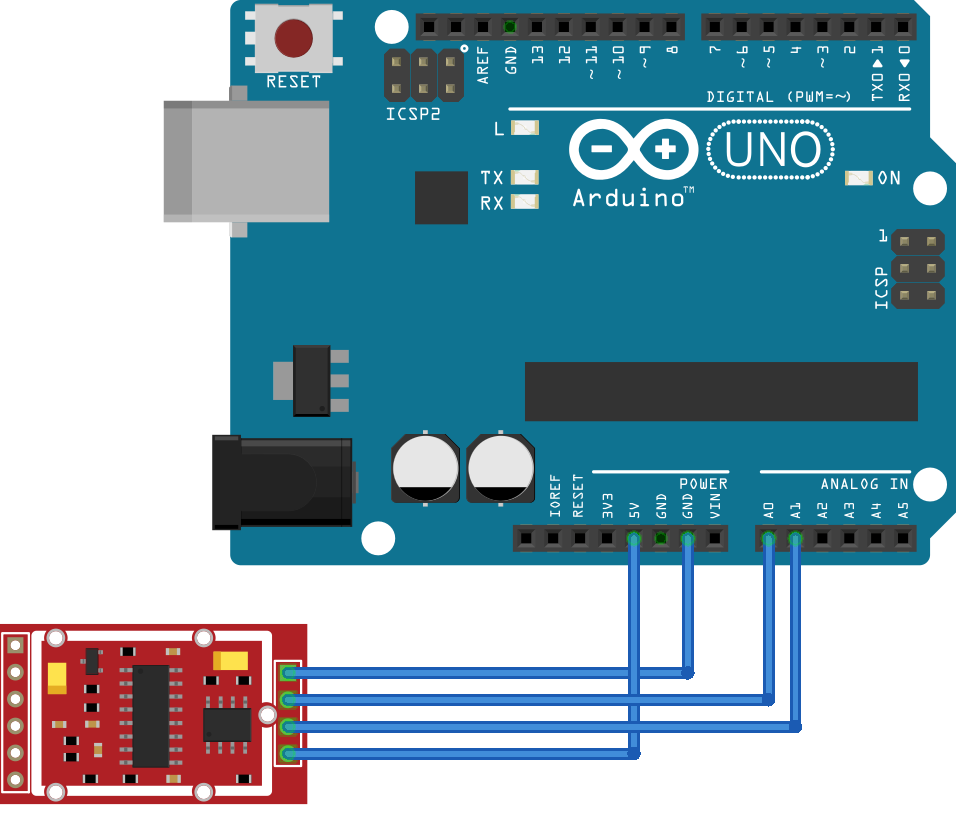 RESET
ICSP2
AREF
GND
13
12
~11
~10
~9
8
7
~6
~5
4
~3
2
TX0▶1
RX0◀0
DIGITAL (PWM=~)
L
TX
RX
Arduino™
UNO
ON
1
ICSP
POWER
ANALOG IN
IOREF
RESET
3V3
5V
GND
GND
VIN
A0
A1
A2
A3
A4
A5